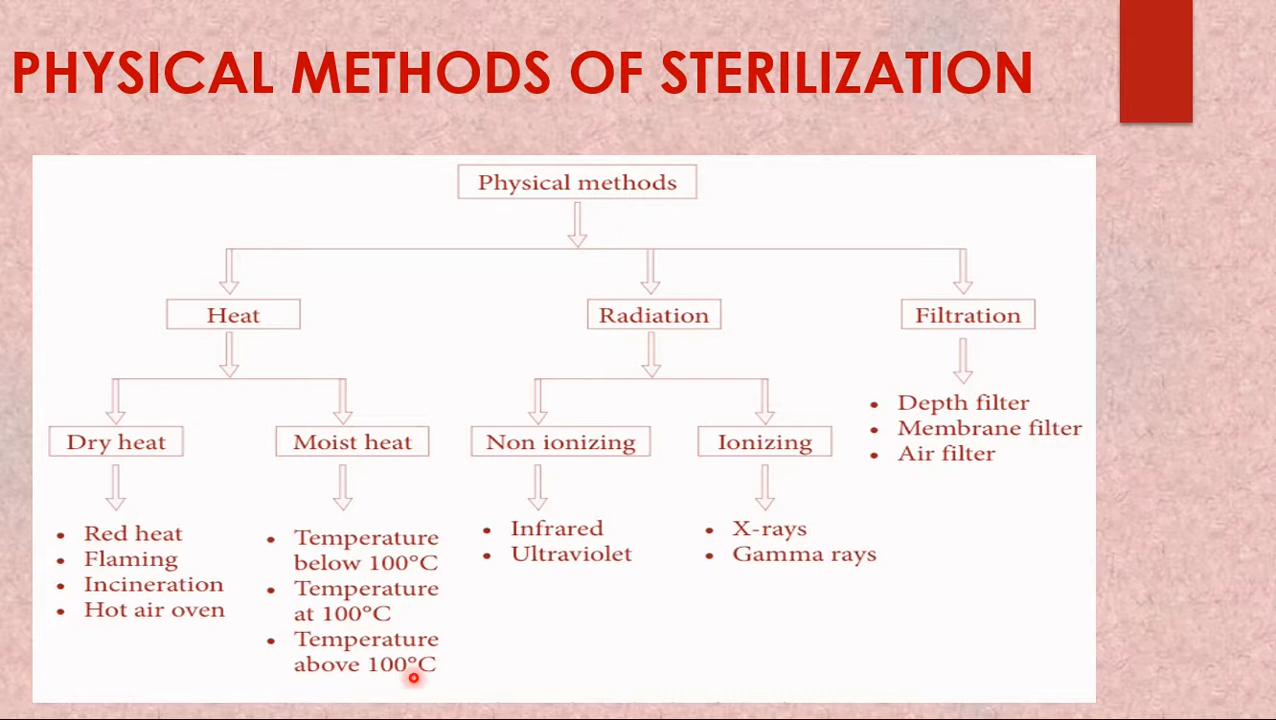 PHYSICAL METHODS OF STERILIZATION
Physical methods
Heat
Radiation
Filtration
Dry heat
Moist heat
Non ionizing
Ionizing
• Depth filter
• Membrane filter
• Air filter
• Red heat
• Flaming
• Incineration
• Hot air oven
• Temperature
below 100°C
• Temperature
at 100°C
• Temperature
above 100°C
• Infrared
• Ultraviolet
• X-rays
• Gamma rays